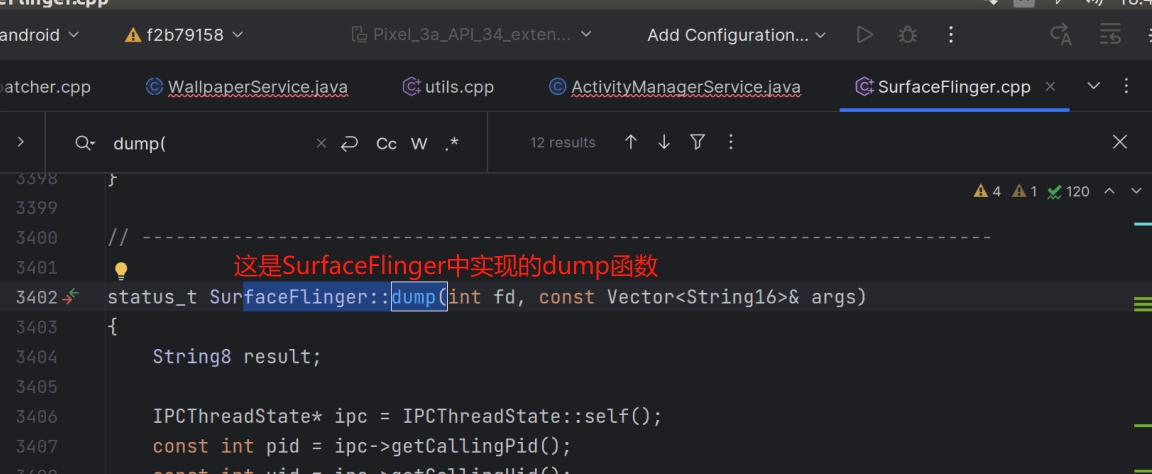 android f2b79158 Pixel_3a_API_34_exten... Add Configuration...
atcher.cpp WallpaperService.java utils.cpp ActivityManagerService.java SurfaceFlinger.cpp
dump( Cc W .* 12 results
3398 }
4 1 120
3399
3400 // ---------------------------------------------------------------------------
3401 这是SurfaceFlinger中实现的dump函数
3402 status_t SurfaceFlinger::dump(int fd, const Vector<String16>& args)
3403 {
3404 String8 result;
3405
3406 IPCThreadState* ipc = IPCThreadState::self();
3407 const int pid = ipc->getCallingPid();